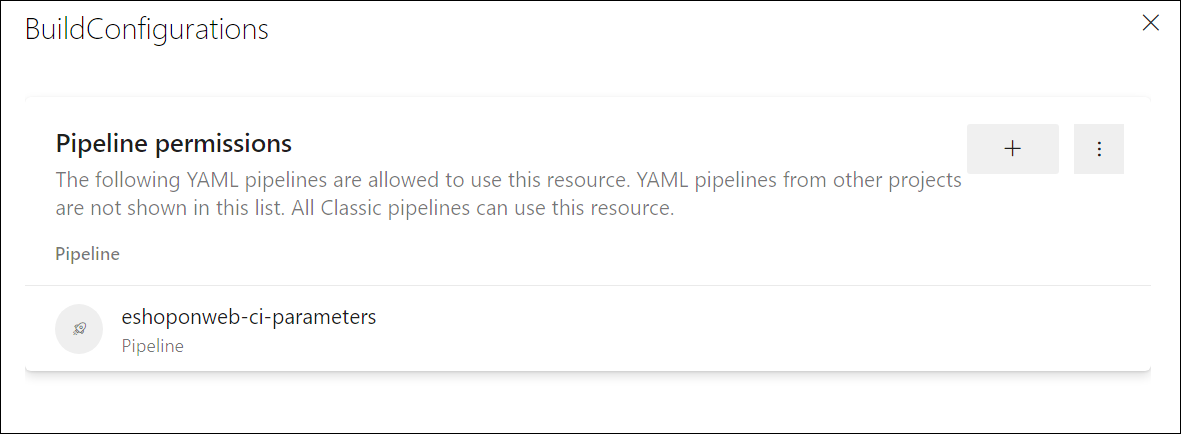 BuildConfigurations
Pipeline permissions
The following YAML pipelines are allowed to use this resource. YAML pipelines from other projects
are not shown in this list. All Classic pipelines can use this resource.
Pipeline
eshoponweb-ci-parameters
Pipeline